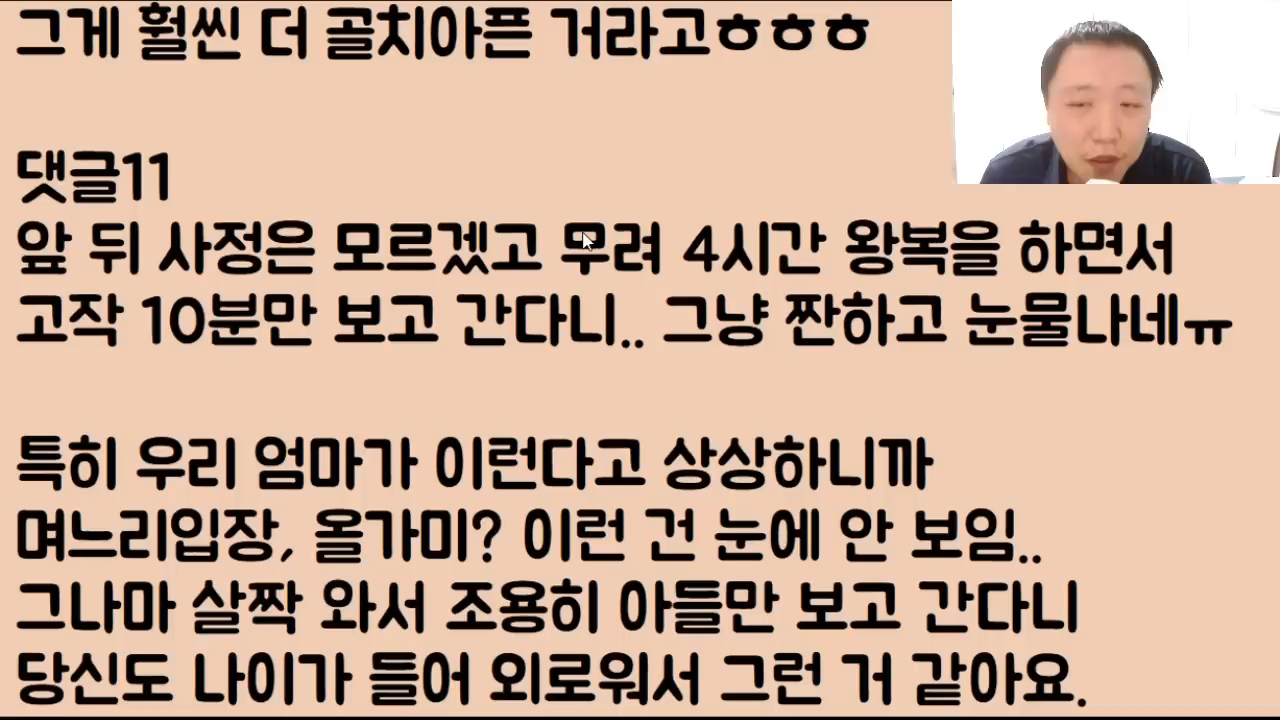 그게 훨씬 더 골치아픈 거라고ㅎㅎㅎ
댓글11
앞 뒤 사정은 모르겠고 무려 4시간 왕복을 하면서
고작 10분만 보고 간다니.. 그냥 짠하고 눈물나네ㅠ
특히 우리 엄마가 이런다고 상상하니까
며느리입장, 올가미? 이런 건 눈에 안 보임..
그나마 살짝 와서 조용히 아들만 보고 간다니
당신도 나이가 들어 외로워서 그런 거 같아요.